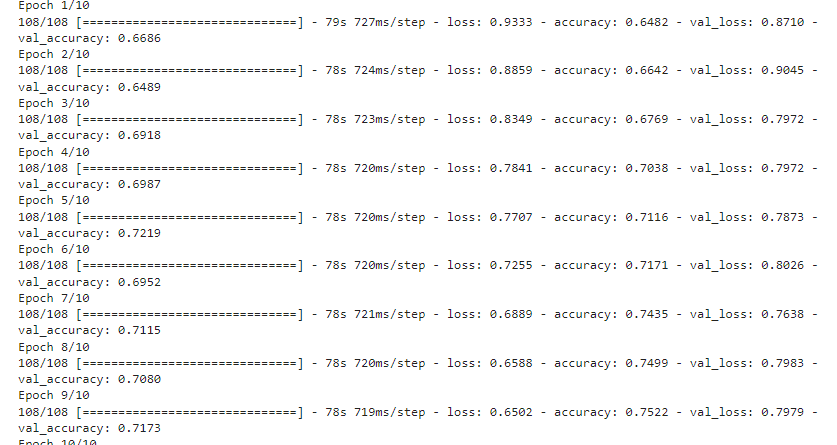 Epoch 1/10
108/108 [==============================] - 79s 727ms/step - loss: 0.9333 - accuracy: 0.6482 - val_loss: 0.8710 -
val_accuracy: 0.6686
Epoch 2/10
108/108 [==============================] - 78s 724ms/step - loss: 0.8859 - accuracy: 0.6642 - val_loss: 0.9045 -
val_accuracy: 0.6489
Epoch 3/10
108/108 [==============================] - 78s 723ms/step - loss: 0.8349 - accuracy: 0.6769 - val_loss: 0.7972 -
val_accuracy: 0.6918
Epoch 4/10
108/108 [==============================] - 78s 720ms/step - loss: 0.7841 - accuracy: 0.7038 - val_loss: 0.7972 -
val_accuracy: 0.6987
Epoch 5/10
108/108 [==============================] - 78s 720ms/step - loss: 0.7707 - accuracy: 0.7116 - val_loss: 0.7873 -
val_accuracy: 0.7219
Epoch 6/10
108/108 [==============================] - 78s 720ms/step - loss: 0.7255 - accuracy: 0.7171 - val_loss: 0.8026 -
val_accuracy: 0.6952
Epoch 7/10
108/108 [==============================] - 78s 721ms/step - loss: 0.6889 - accuracy: 0.7435 - val_loss: 0.7638 -
val_accuracy: 0.7115
Epoch 8/10
108/108 [==============================] - 78s 720ms/step - loss: 0.6588 - accuracy: 0.7499 - val_loss: 0.7983 -
val_accuracy: 0.7080
Epoch 9/10
108/108 [==============================] - 78s 719ms/step - loss: 0.6502 - accuracy: 0.7522 - val_loss: 0.7979 -
val_accuracy: 0.7173
Epoch 10/10